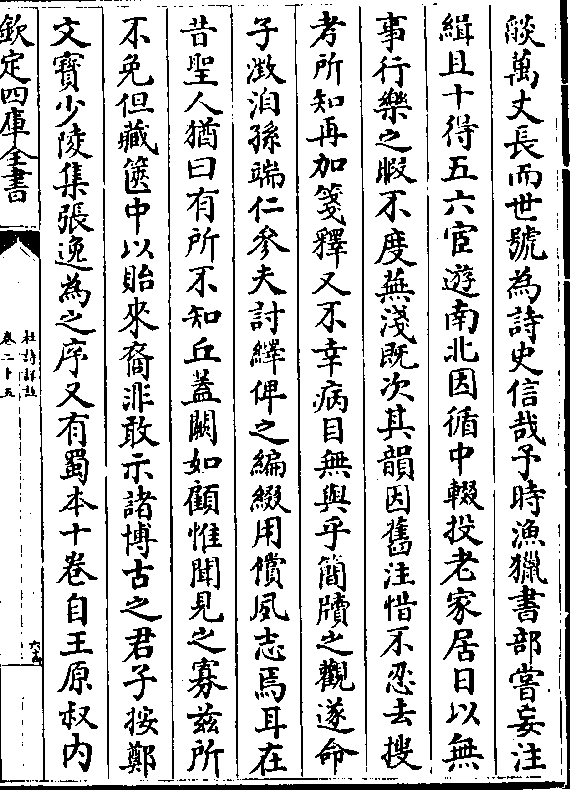 燄萬丈長而世號為詩史信哉予時漁獵書部嘗妄注
緝且十得五六宦遊南北因循中輟投老家居日以無
事行樂之暇不度蕪淺既次其韻因舊注惜不忍去搜
考所知再加箋釋又不幸病目無與乎簡牘之觀遂命
子澂洎孫端仁參夫討繹俾之編綴用償夙志焉耳在
昔聖人猶曰有所不知丘蓋闕如顧惟聞見之寡茲所
不免但藏篋中以貽來裔非敢示諸博古之君子按鄭
文寶少陵集張逸為之序又有蜀本十卷自王原叔内
欽定四庫全書
杜詩詳註
卷二十五